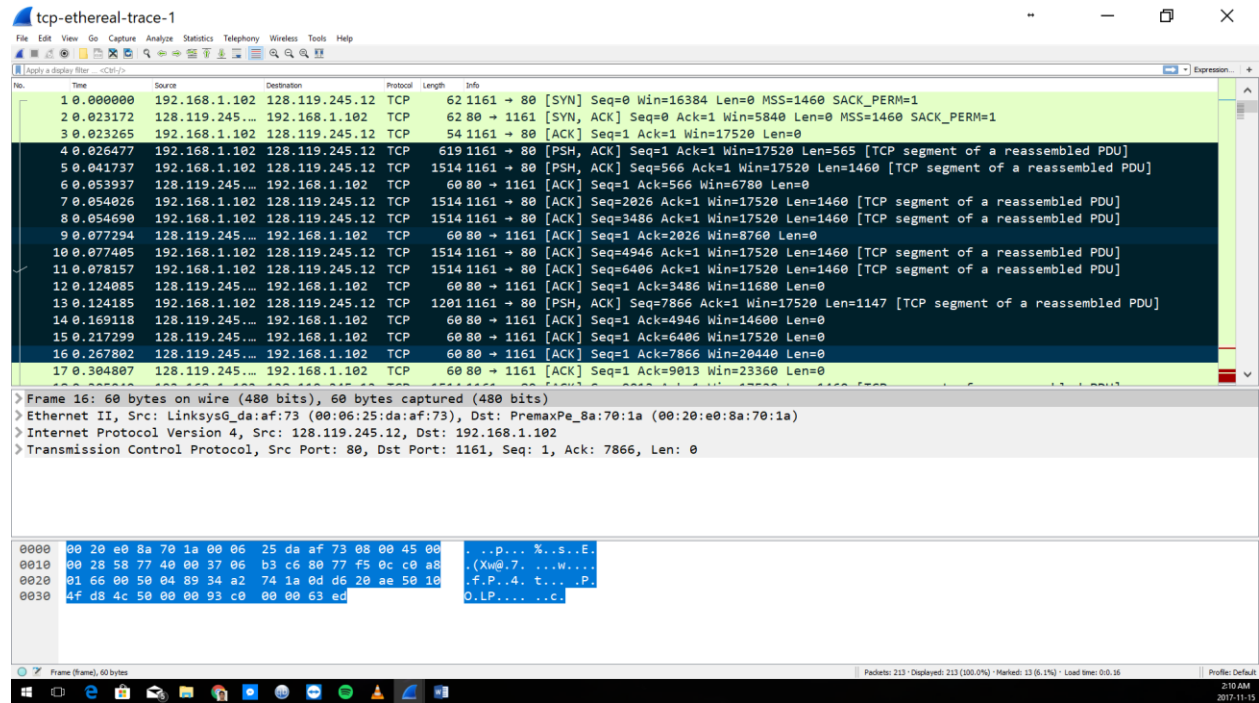 tcp-ethereal-trace-1
File Edit View Go Capture Analyze Statistics Telephony Wireless Tools Help
Apply a display filter ... <Ctrl-/> Expression... +
No. Time Source Destination Protocol Length Info
1 0.000000 192.168.1.102 128.119.245.12 TCP 62 1161 → 80 [SYN] Seq=0 Win=16384 Len=0 MSS=1460 SACK_PERM=1
2 0.023172 128.119.245.… 192.168.1.102 TCP 62 80 → 1161 [SYN, ACK] Seq=0 Ack=1 Win=5840 Len=0 MSS=1460 SACK_PERM=1
3 0.023265 192.168.1.102 128.119.245.12 TCP 54 1161 → 80 [ACK] Seq=1 Ack=1 Win=17520 Len=0
4 0.026477 192.168.1.102 128.119.245.12 TCP 619 1161 → 80 [PSH, ACK] Seq=1 Ack=1 Win=17520 Len=565 [TCP segment of a reassembled PDU]
5 0.041737 192.168.1.102 128.119.245.12 TCP 1514 1161 → 80 [PSH, ACK] Seq=566 Ack=1 Win=17520 Len=1460 [TCP segment of a reassembled PDU]
6 0.053937 128.119.245.… 192.168.1.102 TCP 60 80 → 1161 [ACK] Seq=1 Ack=566 Win=6780 Len=0
7 0.054026 192.168.1.102 128.119.245.12 TCP 1514 1161 → 80 [ACK] Seq=2026 Ack=1 Win=17520 Len=1460 [TCP segment of a reassembled PDU]
8 0.054690 192.168.1.102 128.119.245.12 TCP 1514 1161 → 80 [ACK] Seq=3486 Ack=1 Win=17520 Len=1460 [TCP segment of a reassembled PDU]
9 0.077294 128.119.245.… 192.168.1.102 TCP 60 80 → 1161 [ACK] Seq=1 Ack=2026 Win=8760 Len=0
10 0.077405 192.168.1.102 128.119.245.12 TCP 1514 1161 → 80 [ACK] Seq=4946 Ack=1 Win=17520 Len=1460 [TCP segment of a reassembled PDU]
11 0.078157 192.168.1.102 128.119.245.12 TCP 1514 1161 → 80 [ACK] Seq=6406 Ack=1 Win=17520 Len=1460 [TCP segment of a reassembled PDU]
12 0.124085 128.119.245.… 192.168.1.102 TCP 60 80 → 1161 [ACK] Seq=1 Ack=3486 Win=11680 Len=0
13 0.124185 192.168.1.102 128.119.245.12 TCP 1201 1161 → 80 [PSH, ACK] Seq=7866 Ack=1 Win=17520 Len=1147 [TCP segment of a reassembled PDU]
14 0.169118 128.119.245.… 192.168.1.102 TCP 60 80 → 1161 [ACK] Seq=1 Ack=4946 Win=14600 Len=0
15 0.217299 128.119.245.… 192.168.1.102 TCP 60 80 → 1161 [ACK] Seq=1 Ack=6406 Win=17520 Len=0
16 0.267802 128.119.245.… 192.168.1.102 TCP 60 80 → 1161 [ACK] Seq=1 Ack=7866 Win=20440 Len=0
17 0.304807 128.119.245.… 192.168.1.102 TCP 60 80 → 1161 [ACK] Seq=1 Ack=9013 Win=23360 Len=0
Frame 16: 60 bytes on wire (480 bits), 60 bytes captured (480 bits)
Ethernet II, Src: LinksysG_da:af:73 (00:06:25:da:af:73), Dst: PremaxPe_8a:70:1a (00:20:e0:8a:70:1a)
Internet Protocol Version 4, Src: 128.119.245.12, Dst: 192.168.1.102
Transmission Control Protocol, Src Port: 80, Dst Port: 1161, Seq: 1, Ack: 7866, Len: 0
0000 00 20 e0 8a 70 1a 00 06 25 da af 73 08 00 45 00 . ..p... %..s..E.
0010 00 28 58 77 40 00 37 06 b3 c6 80 77 f5 0c c0 a8 .(Xw@.7. ...w....
0020 01 66 00 50 04 89 34 a2 74 1a 0d d6 20 ae 50 10 .f.P..4. t... .P.
0030 4f d8 4c 50 00 00 93 c0 00 00 63 ed O.LP.... ..c.
Frame (frame), 60 bytes Packets: 213 · Displayed: 213 (100.0%) · Marked: 13 (6.1%) · Load time: 0:0.16 Profile: Default
2:10 AM
2017-11-15